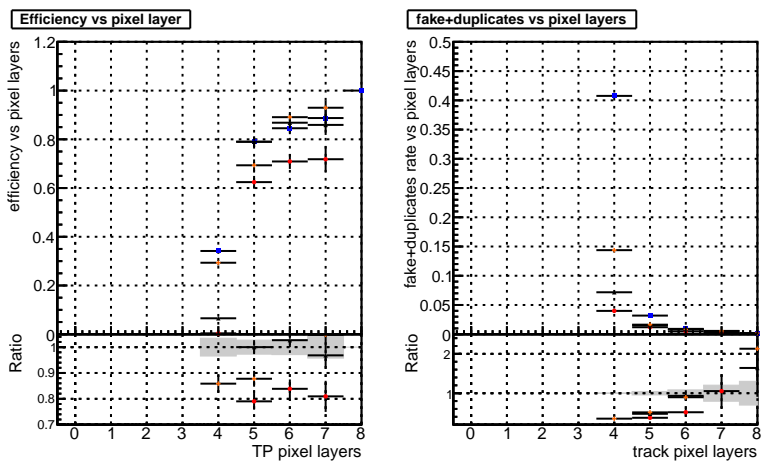 Efficiency vs pixel layer
efficiency vs pixel layers
1.2
1
0.8
0.6
0.4
0.2
0
Ratio
1
0.9
0.8
0.7
0 1 2 3 4 5 6 7 8
TP pixel layers
fake+duplicates vs pixel layers
fake+duplicates rate vs pixel layers
0.5
0.45
0.4
0.35
0.3
0.25
0.2
0.15
0.1
0.05
0
Ratio
2
1
0 1 2 3 4 5 6 7 8
track pixel layers